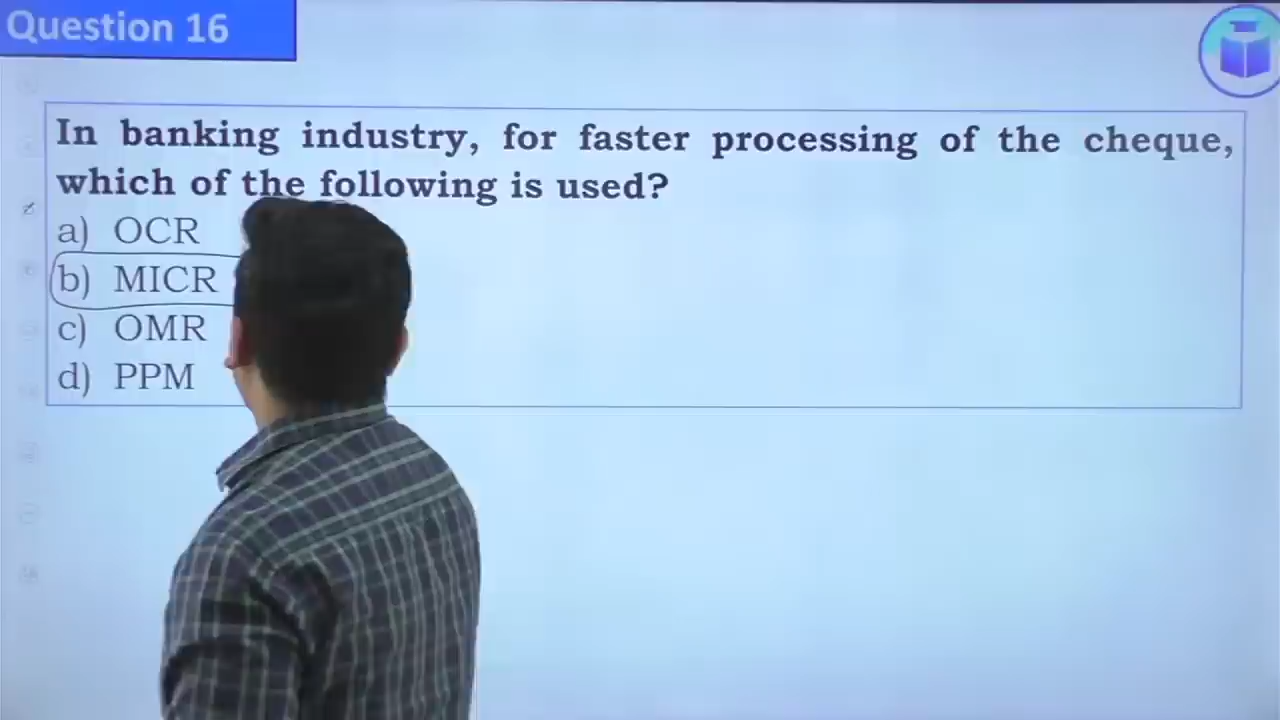 Question 16
In banking industry, for faster processing of the cheque,
which of the following is used?
a) OCR
b) MICR
c) OMR
d) PPM